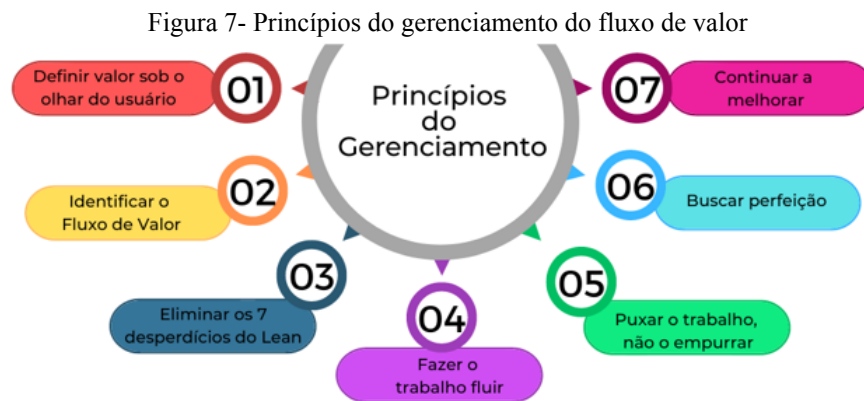 Figura 7- Princípios do gerenciamento do fluxo de valor
Princípios
do
Gerenciamento
01
Definir valor sob o
olhar do usuário
02
Identificar o
Fluxo de Valor
03
Eliminar os 7
desperdícios do Lean
04
Fazer o
trabalho fluir
05
Puxar o trabalho,
não o empurrar
06
Buscar perfeição
07
Continuar a
melhorar